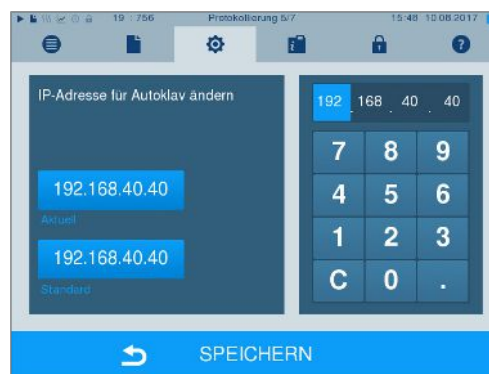 19 : 756 Protokollierung 5/7 15:48 10.08.2017
IP-Adresse für Autoklav ändern
192.168.40.40
Aktuell
192.168.40.40
Standard
192 . 168 . 40 . 40
7 8 9
4 5 6
1 2 3
C 0 .
SPEICHERN